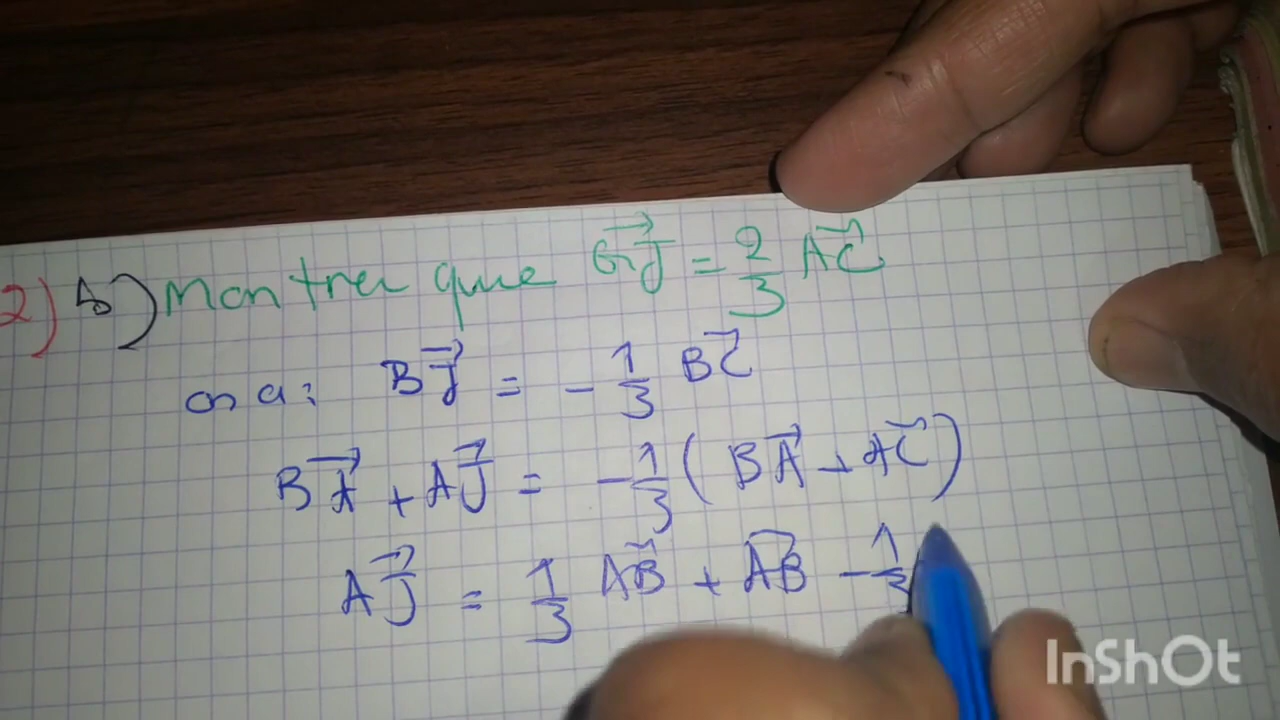 2) b) Montrer que GJ⃗ = 2/3 AC⃗
on a : BJ⃗ = - 1/3 BC⃗
BA⃗ + AJ⃗ = - 1/3 ( BA⃗ + AC⃗ )
AJ⃗ = 1/3 AB⃗ + AB⃗ - 1/3
InShOt